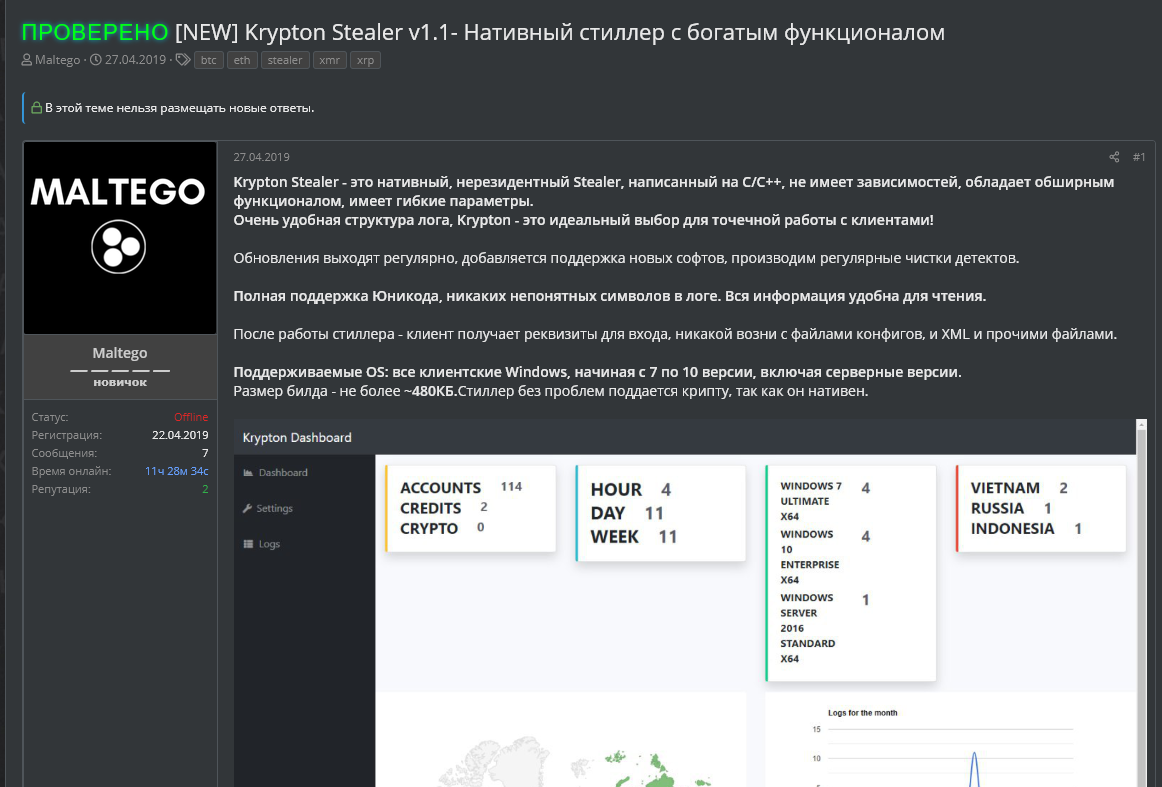 ПРОВЕРЕНО [NEW] Krypton Stealer v1.1- Нативный стиллер с богатым функционалом
Maltego · 27.04.2019 · btc eth stealer xmr xrp
В этой теме нельзя размещать новые ответы.
MALTEGO
Maltego
новичок
Статус: Offline
Регистрация: 22.04.2019
Сообщения: 7
Время онлайн: 11ч 28м 34с
Репутация: 2
27.04.2019 #1
Krypton Stealer - это нативный, нерезидентный Stealer, написанный на C/C++, не имеет зависимостей, обладает обширным
функционалом, имеет гибкие параметры.
Очень удобная структура лога, Krypton - это идеальный выбор для точечной работы с клиентами!
Обновления выходят регулярно, добавляется поддержка новых софтов, производим регулярные чистки детектов.
Полная поддержка Юникода, никаких непонятных символов в логе. Вся информация удобна для чтения.
После работы стиллера - клиент получает реквизиты для входа, никакой возни с файлами конфигов, и XML и прочими файлами.
Поддерживаемые OS: все клиентские Windows, начиная с 7 по 10 версии, включая серверные версии.
Размер билда - не более ~480КБ.Стиллер без проблем поддается крипту, так как он нативен.
Krypton Dashboard
Dashboard
Settings
Logs
ACCOUNTS 114
CREDITS 2
CRYPTO 0
HOUR 4
DAY 11
WEEK 11
WINDOWS 7 4
ULTIMATE
X64
WINDOWS 4
10
ENTERPRISE
X64
WINDOWS 1
SERVER
2016
STANDARD
X64
VIETNAM 2
RUSSIA 1
INDONESIA 1
Logs for the month
15
10